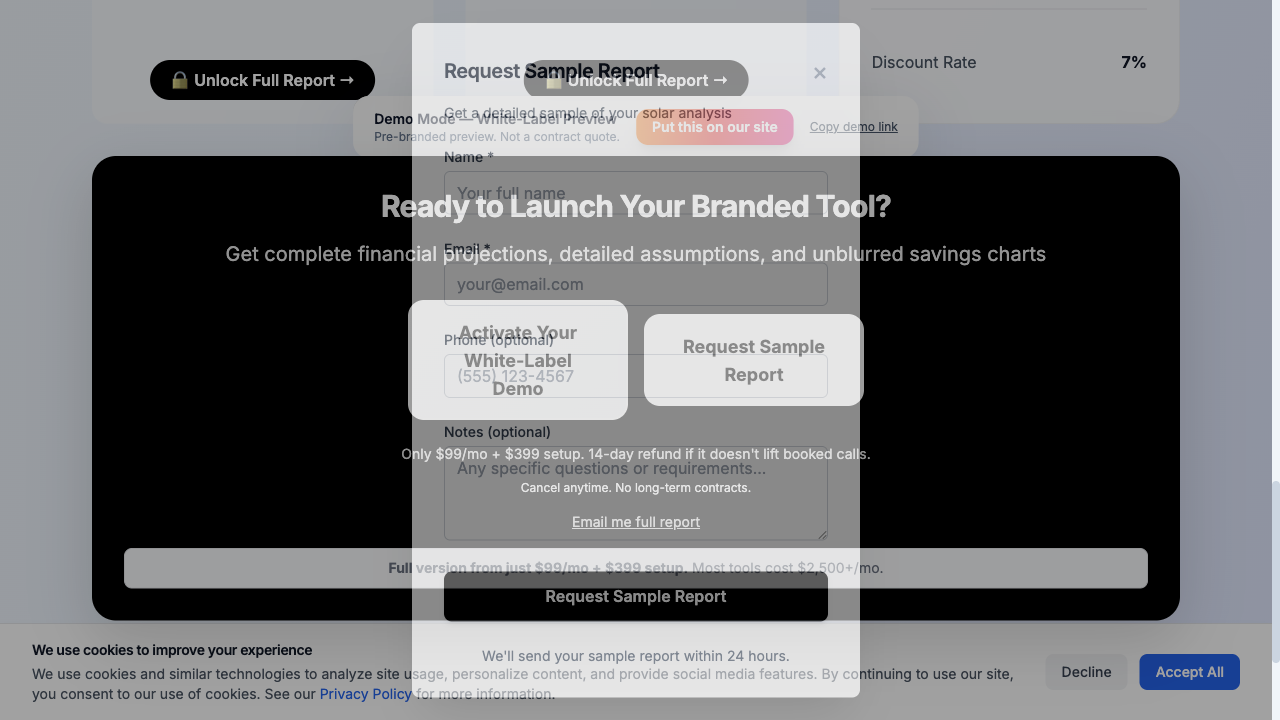 🔒 Unlock Full Report →
🔒 Unlock Full Report →
Discount Rate 7%
Demo Mode — White-Label Preview
Pre-branded preview. Not a contract quote.
Put this on our site
Copy demo link
Ready to Launch Your Branded Tool?
Get complete financial projections, detailed assumptions, and unblurred savings charts
Activate Your
White-Label
Demo
Request Sample
Report
Only $99/mo + $399 setup. 14-day refund if it doesn't lift booked calls.
Cancel anytime. No long-term contracts.
Email me full report
Full version from just $99/mo + $399 setup. Most tools cost $2,500+/mo.
Request Sample Report
×
Get a detailed sample of your solar analysis
Name *
Your full name
Email *
your@email.com
Phone (optional)
(555) 123-4567
Notes (optional)
Any specific questions or requirements...
Request Sample Report
We'll send your sample report within 24 hours.
We use cookies to improve your experience
We use cookies and similar technologies to analyze site usage, personalize content, and provide social media features. By continuing to use our site,
you consent to our use of cookies. See our Privacy Policy for more information.
Decline
Accept All